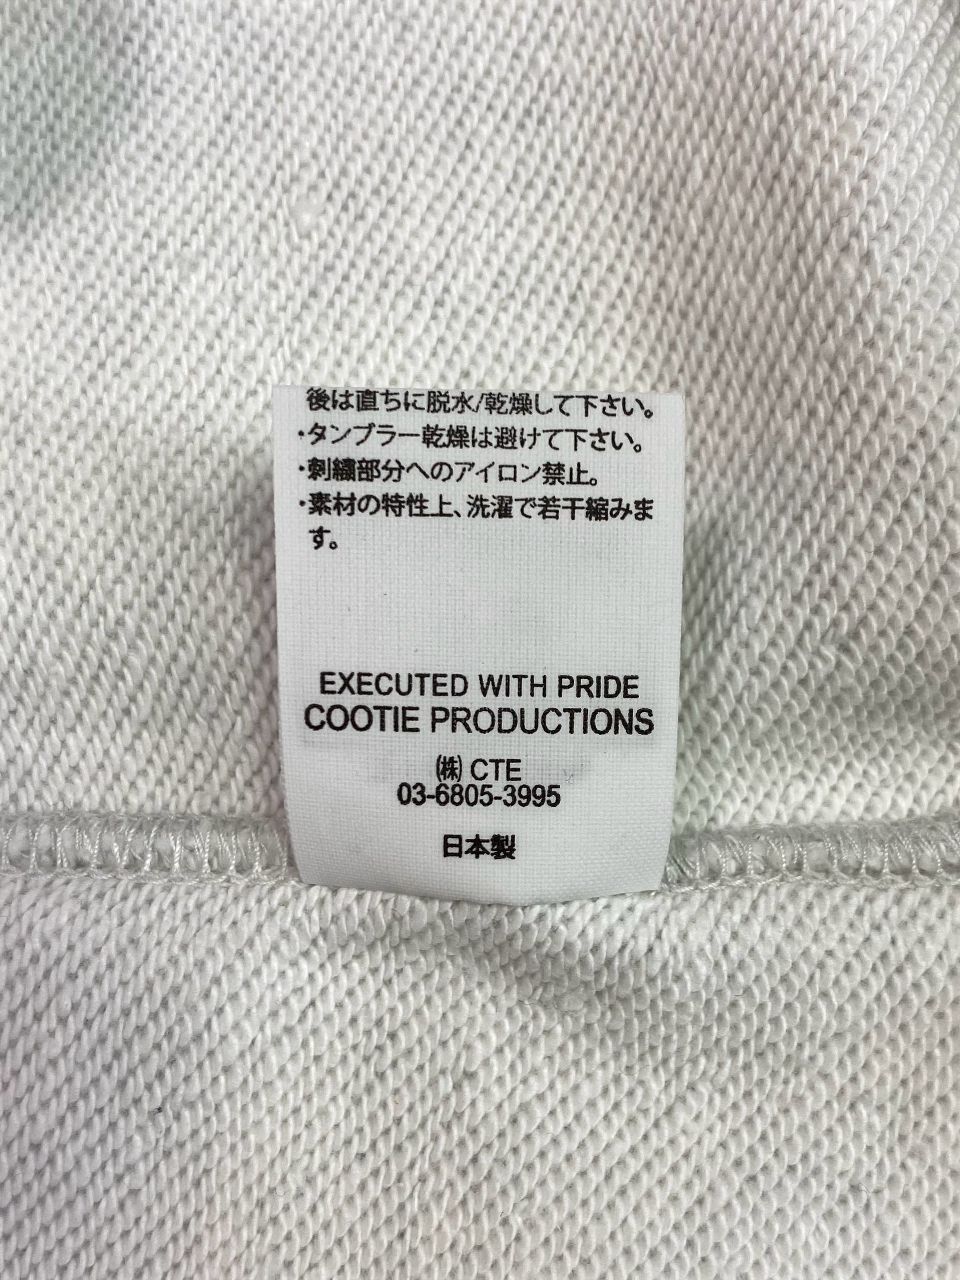 後は直ちに脱水/乾燥して下さい。
・タンブラー乾燥は避けて下さい。
・刺繍部分へのアイロン禁止。
・素材の特性上、洗濯で若干縮みま
す。
EXECUTED WITH PRIDE
COOTIE PRODUCTIONS
㈱ CTE
03-6805-3995
日本製